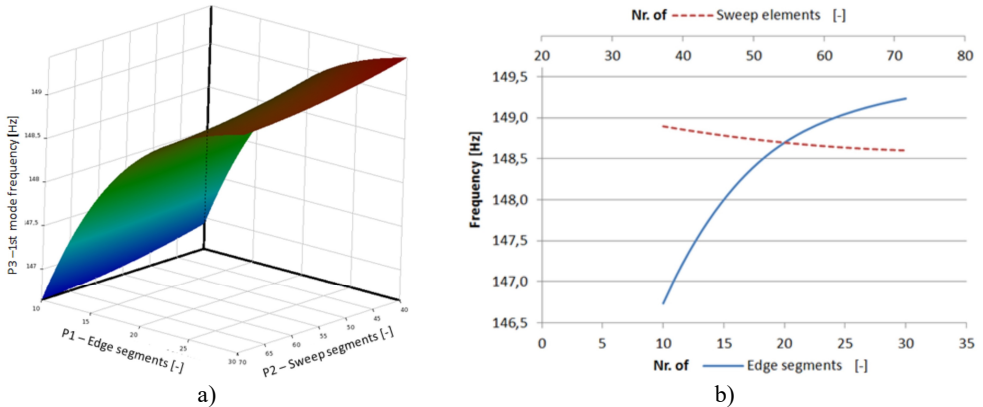 P3 –1st mode frequency [Hz]
149
148.5
148
147.5
147
10
15
20
25
30
70
65
60
55
50
45
40
P1 – Edge segments [-]
P2 – Sweep segments [-]
a)
Nr. of Sweep elements [-]
20 30 40 50 60 70 80
Frequency [Hz]
149,5
149,0
148,5
148,0
147,5
147,0
146,5
0 5 10 15 20 25 30 35
Nr. of Edge segments [-]
b)